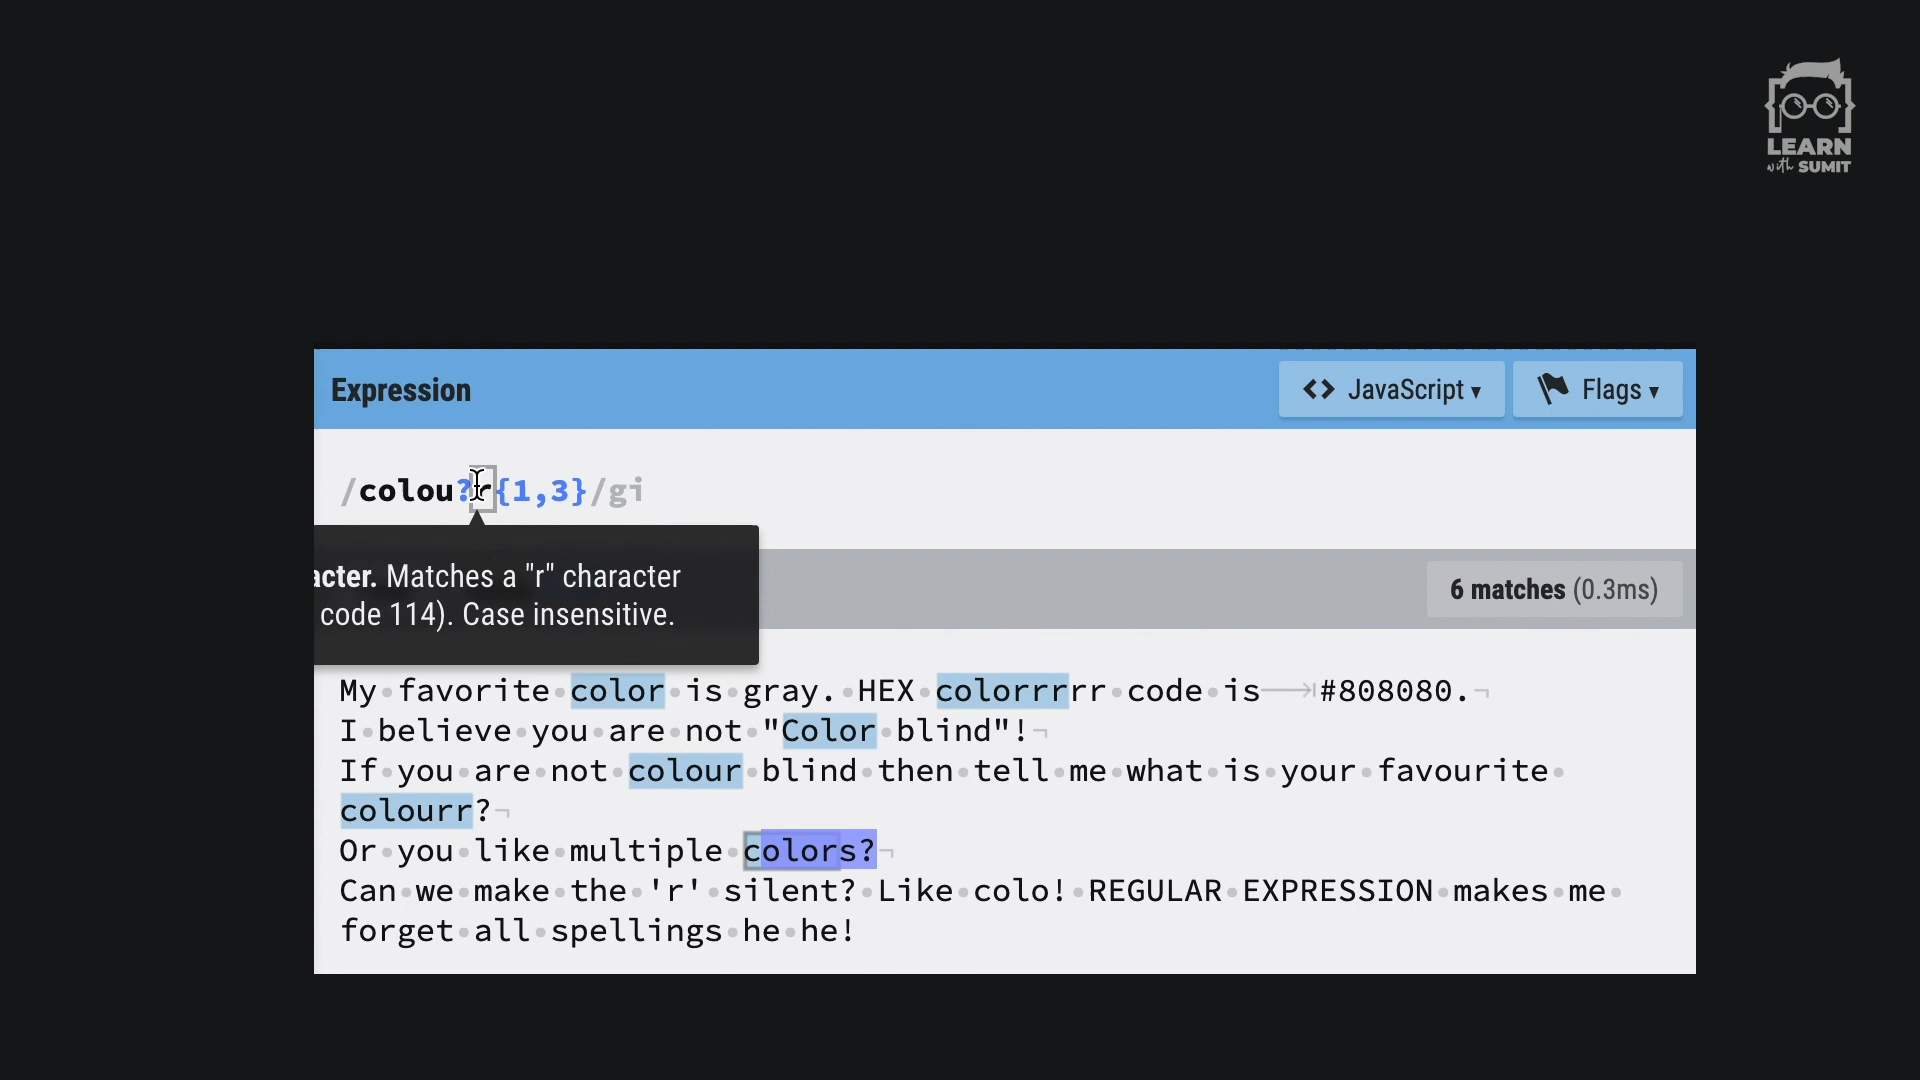 LEARN
with SUMIT
Expression
<> JavaScript ▾
Flags ▾
/colou?r{1,3}/gi
acter. Matches a "r" character
code 114). Case insensitive.
6 matches (0.3ms)
My favorite color is gray. HEX colorrrrr code is #808080.
I believe you are not "Color blind"!
If you are not colour blind then tell me what is your favourite
colourr?
Or you like multiple colors?
Can we make the 'r' silent? Like colo! REGULAR EXPRESSION makes me
forget all spellings he he!